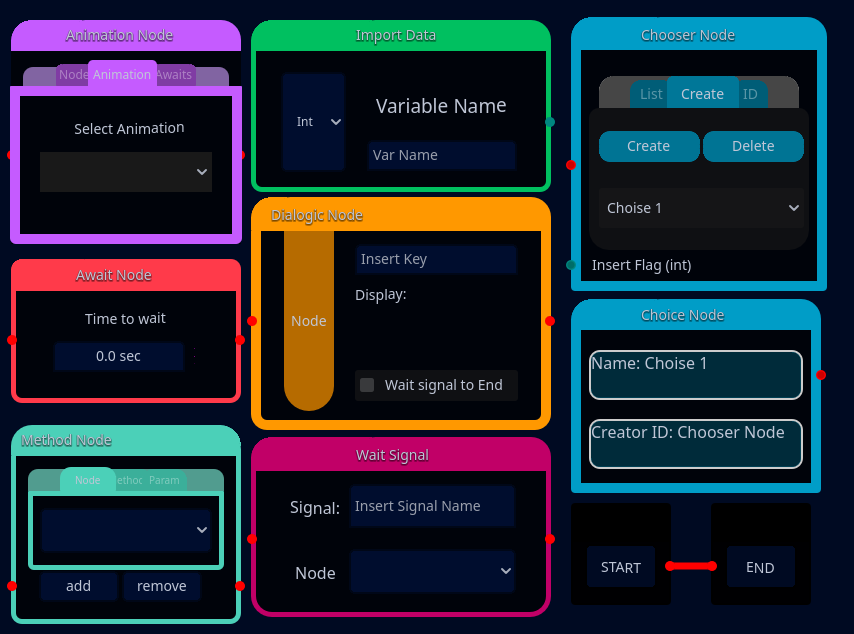 Animation Node
Node Animation Awaits
Select Animation
Await Node
Time to wait
0.0 sec
:
Method Node
Node Param
add remove
Import Data
Int
Variable Name
Var Name
Dialogic Node
Node
Insert Key
Display:
Wait signal to End
Wait Signal
Signal: Insert Signal Name
Node
Chooser Node
List Create ID
Create Delete
Choise 1
Insert Flag (int)
Choice Node
Name: Choise 1
Creator ID: Chooser Node
START END